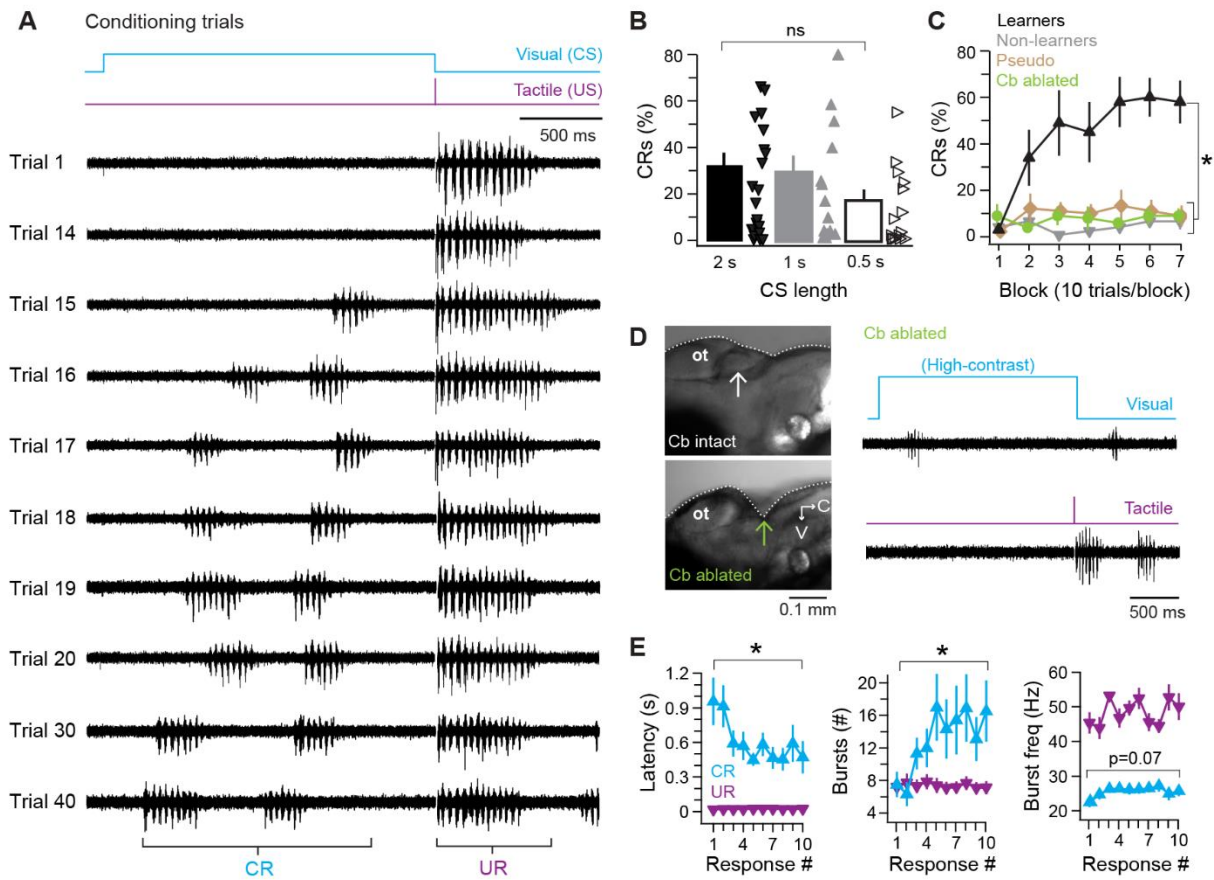 A
Conditioning trials
Visual (CS)
Tactile (US)
500 ms
Trial 1
Trial 14
Trial 15
Trial 16
Trial 17
Trial 18
Trial 19
Trial 20
Trial 30
Trial 40
CR
UR
B
ns
CRs (%)
80
60
40
20
0
2 s
1 s
0.5 s
CS length
C
Learners
Non-learners
Pseudo
Cb ablated
CRs (%)
80
60
40
20
0
*
1 2 3 4 5 6 7
Block (10 trials/block)
D
ot
Cb intact
ot
C
V
Cb ablated
0.1 mm
Cb ablated
(High-contrast)
Visual
Tactile
500 ms
E
Latency (s)
1.2
0.9
0.6
0.3
0
*
CR
UR
1 4 7 10
Response #
Bursts (#)
20
16
12
8
4
*
1 4 7 10
Response #
Burst freq (Hz)
60
50
40
30
20
p=0.07
1 4 7 10
Response #